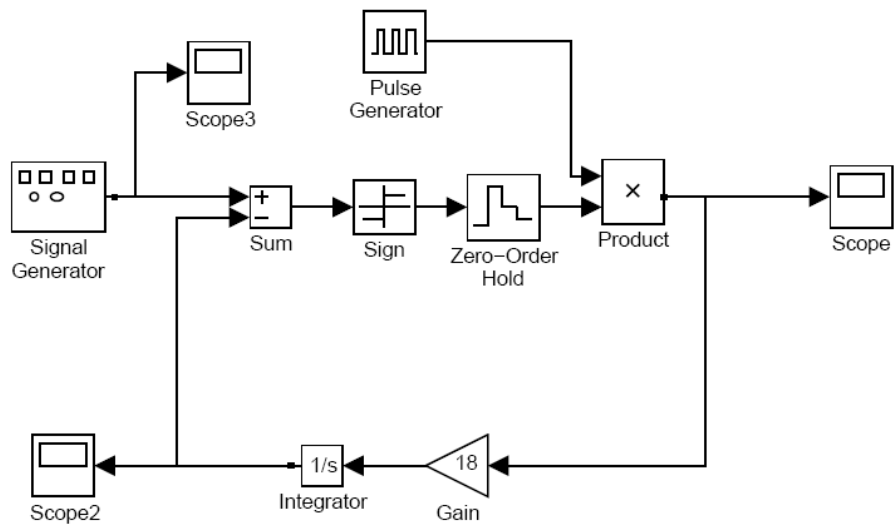 Pulse
Generator
Scope3
+
−
×
Signal
Generator
Sum
Sign
Zero−Order
Hold
Product
Scope
1/s
18
Scope2
Integrator
Gain